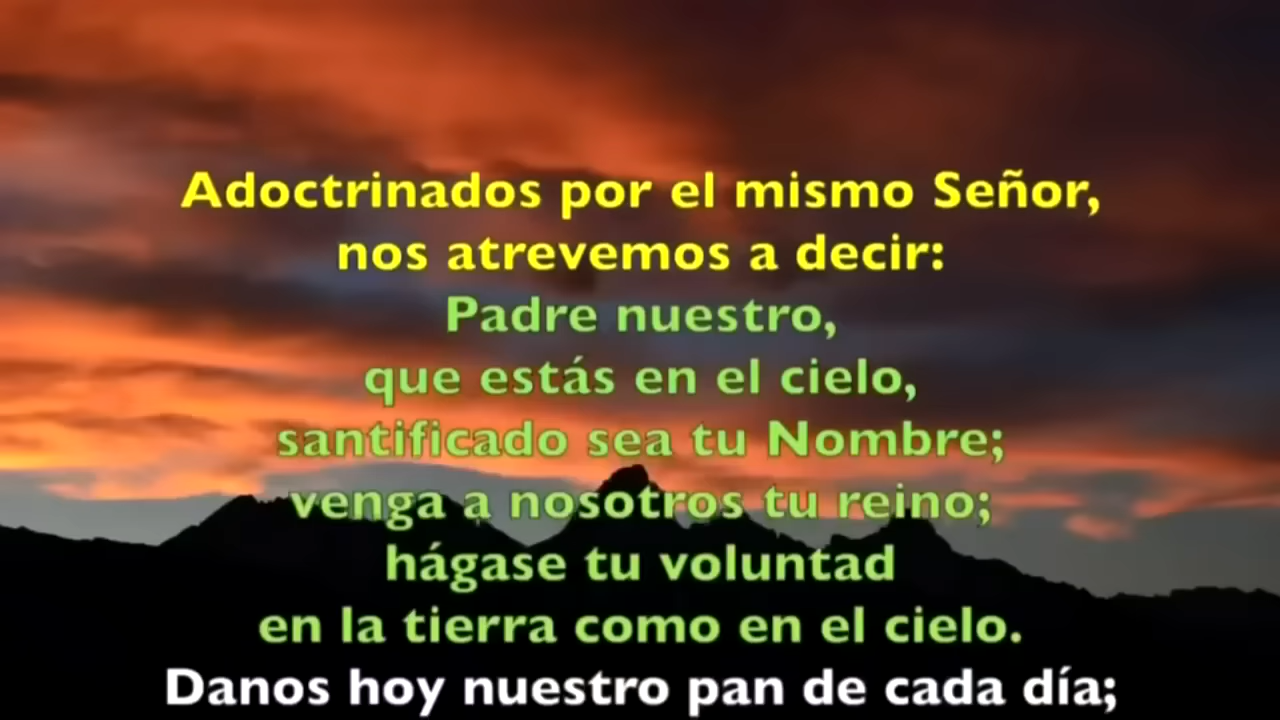 Adoctrinados por el mismo Señor,
nos atrevemos a decir:
Padre nuestro,
que estás en el cielo,
santificado sea tu Nombre;
venga a nosotros tu reino;
hágase tu voluntad
en la tierra como en el cielo.
Danos hoy nuestro pan de cada día;